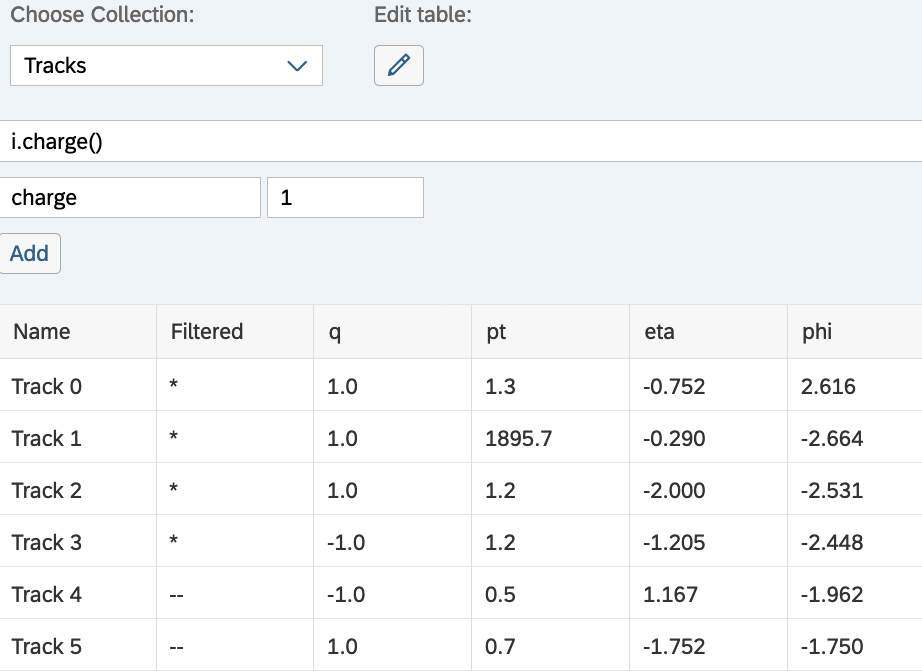 Choose Collection: Edit table:
Tracks
i.charge()
charge 1
Add
Name Filtered q pt eta phi
Track 0 * 1.0 1.3 -0.752 2.616
Track 1 * 1.0 1895.7 -0.290 -2.664
Track 2 * 1.0 1.2 -2.000 -2.531
Track 3 * -1.0 1.2 -1.205 -2.448
Track 4 -- -1.0 0.5 1.167 -1.962
Track 5 -- 1.0 0.7 -1.752 -1.750